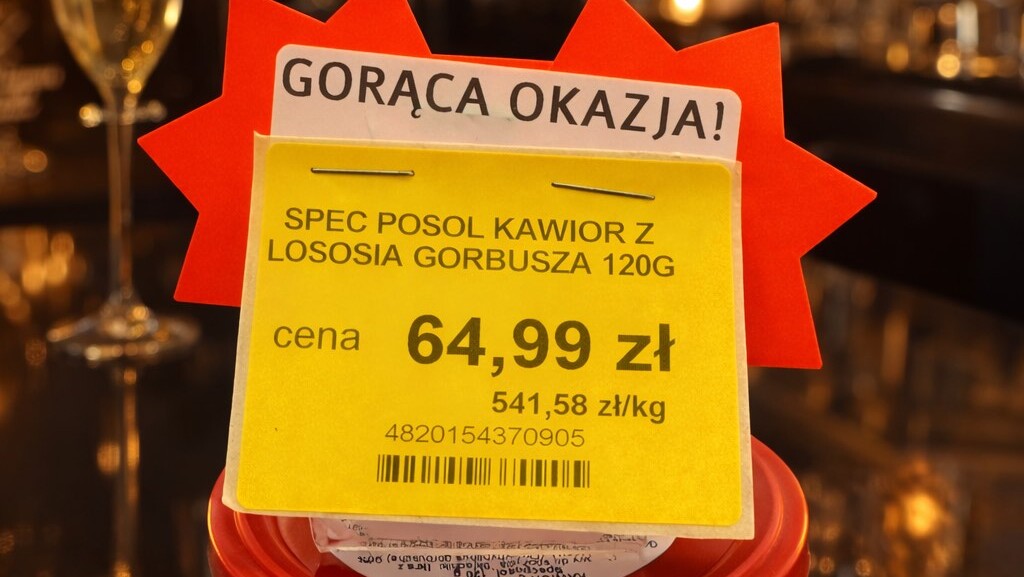 GORĄCA OKAZJA!
SPEC POSOL KAWIOR Z
LOSOSIA GORBUSZA 120G
cena 64,99 zł
541,58 zł/kg
4820154370905